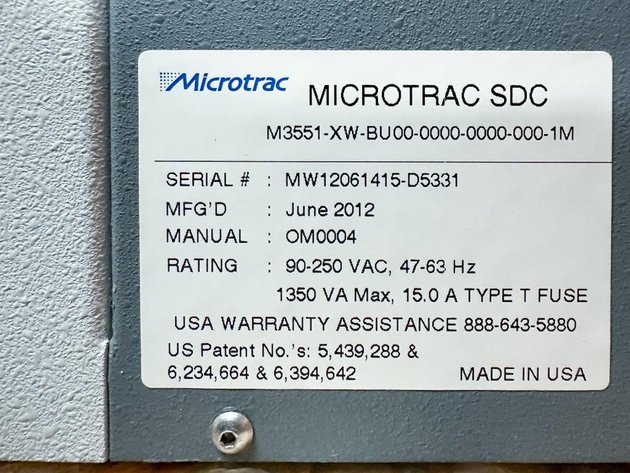 Microtrac
MICROTRAC SDC
M3551-XW-BU00-0000-0000-000-1M
SERIAL # : MW12061415-D5331
MFG'D : June 2012
MANUAL : OM0004
RATING : 90-250 VAC, 47-63 Hz
1350 VA Max, 15.0 A TYPE T FUSE
USA WARRANTY ASSISTANCE 888-643-5880
US Patent No.'s: 5,439,288 &
6,234,664 & 6,394,642 MADE IN USA